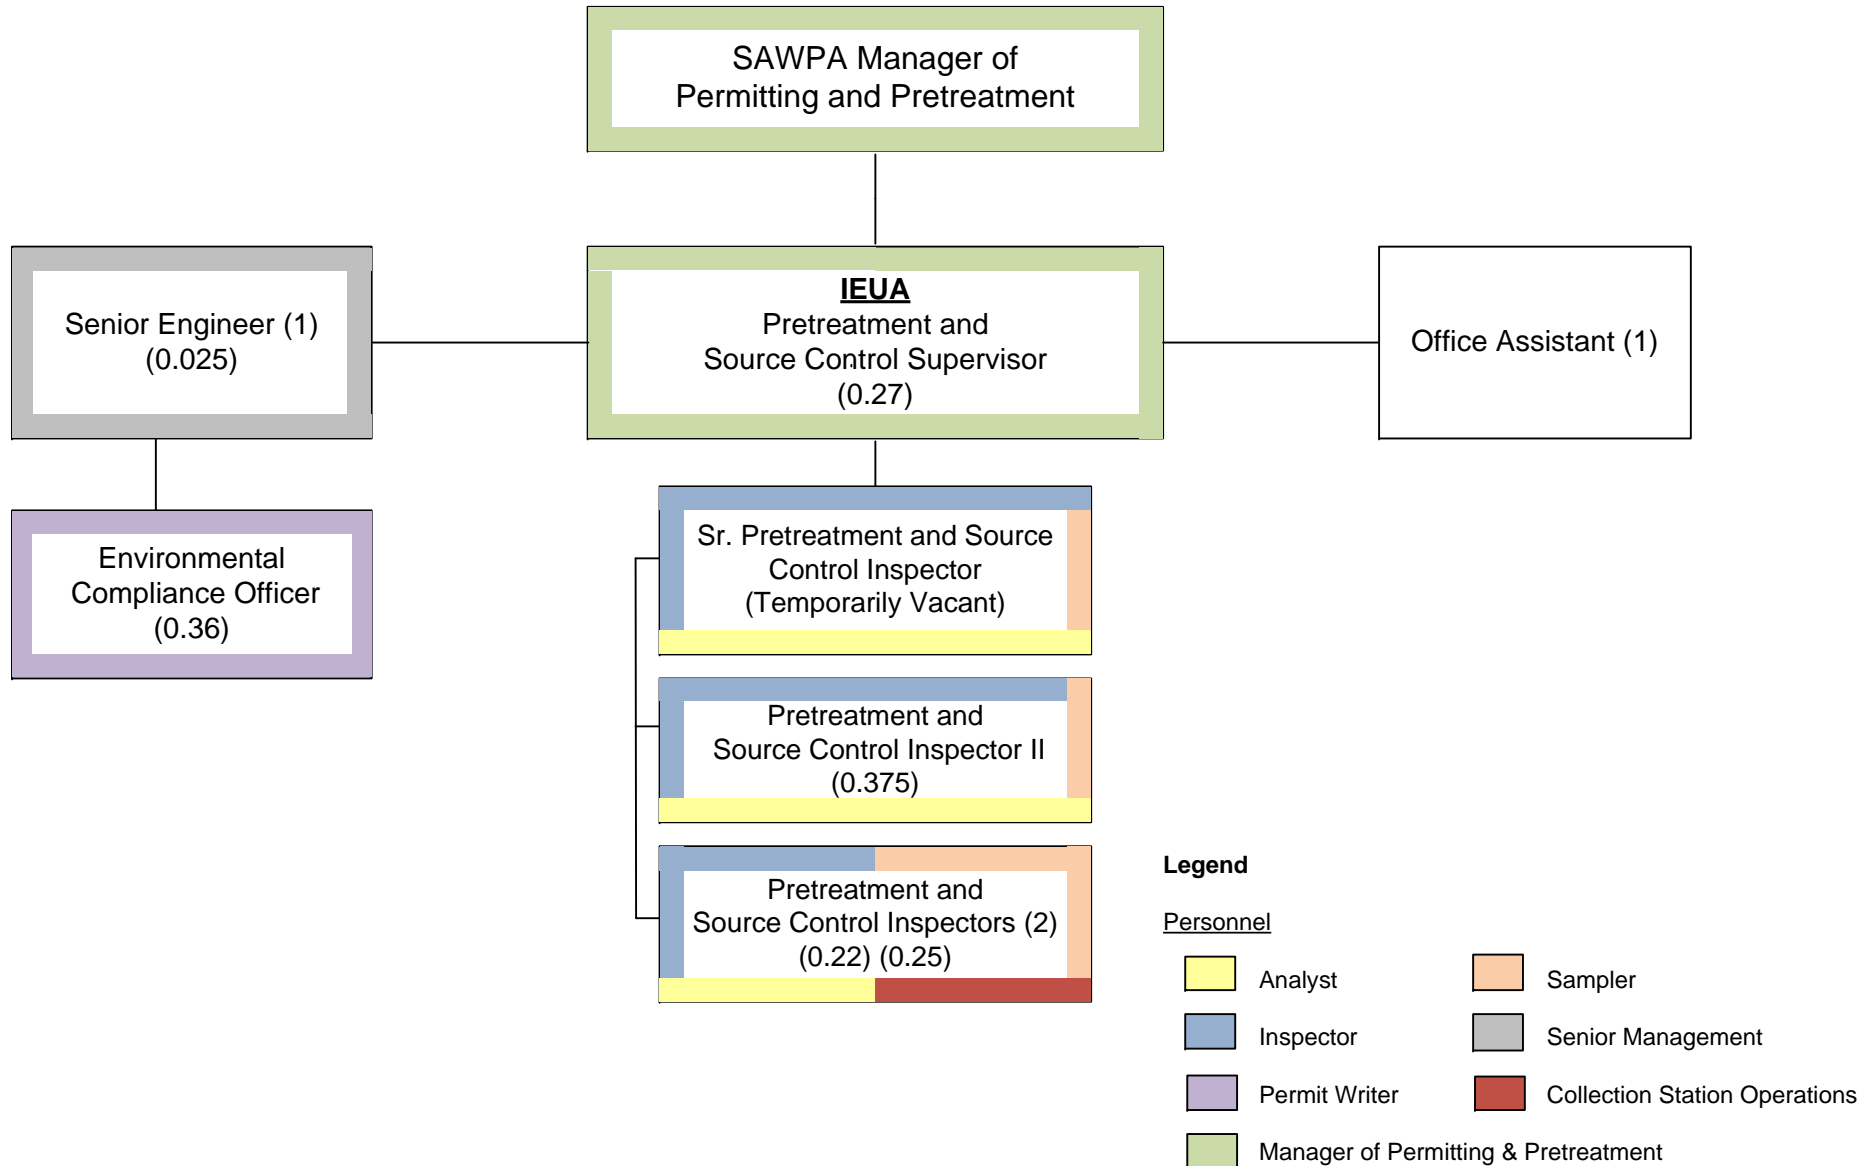 SAWPA Manager of
Permitting and Pretreatment
Senior Engineer (1)
(0.025)
IEUA
Pretreatment and
Source Control Supervisor
(0.27)
Office Assistant (1)
Environmental
Compliance Officer
(0.36)
Sr. Pretreatment and Source
Control Inspector
(Temporarily Vacant)
Pretreatment and
Source Control Inspector II
(0.375)
Pretreatment and
Source Control Inspectors (2)
(0.22) (0.25)
Legend
Personnel
Analyst
Sampler
Inspector
Senior Management
Permit Writer
Collection Station Operations
Manager of Permitting & Pretreatment